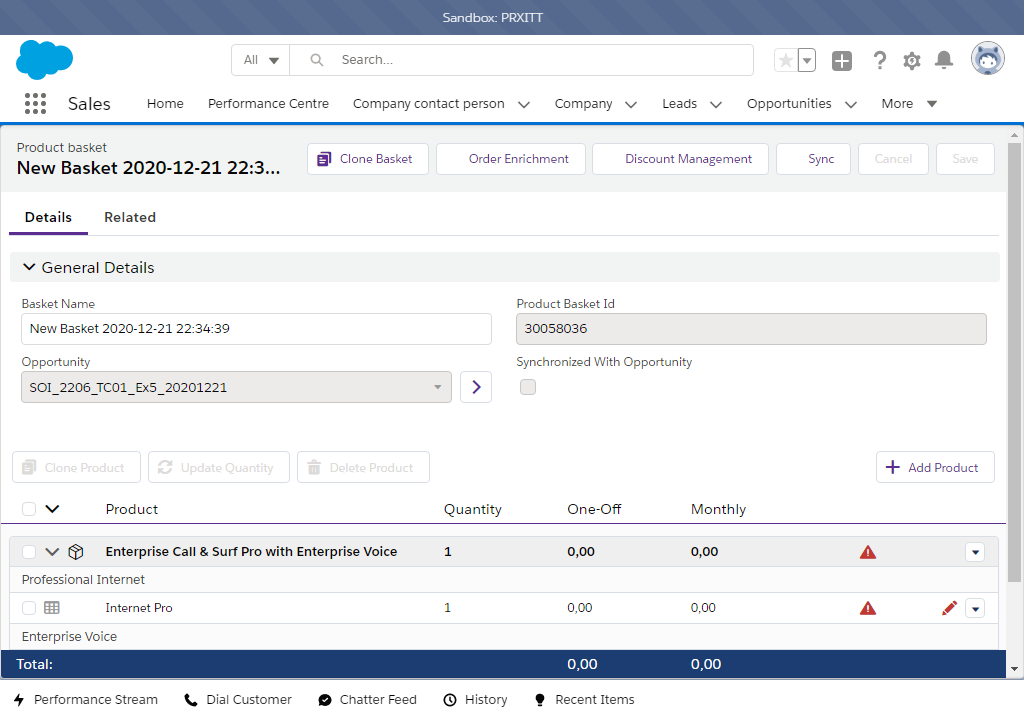 Sandbox: PRXITT
All
Search...
Sales
Home
Performance Centre
Company contact person
Company
Leads
Opportunities
More
Product basket
New Basket 2020-12-21 22:3...
Clone Basket
Order Enrichment
Discount Management
Sync
Cancel
Save
Details
Related
General Details
Basket Name
Product Basket Id
New Basket 2020-12-21 22:34:39
30058036
Opportunity
Synchronized With Opportunity
SOI_2206_TC01_Ex5_20201221
Clone Product
Update Quantity
Delete Product
Add Product
Product Quantity One-Off Monthly
Enterprise Call & Surf Pro with Enterprise Voice 1 0,00 0,00
Professional Internet
Internet Pro 1 0,00 0,00
Enterprise Voice
Total: 0,00 0,00
Performance Stream
Dial Customer
Chatter Feed
History
Recent Items